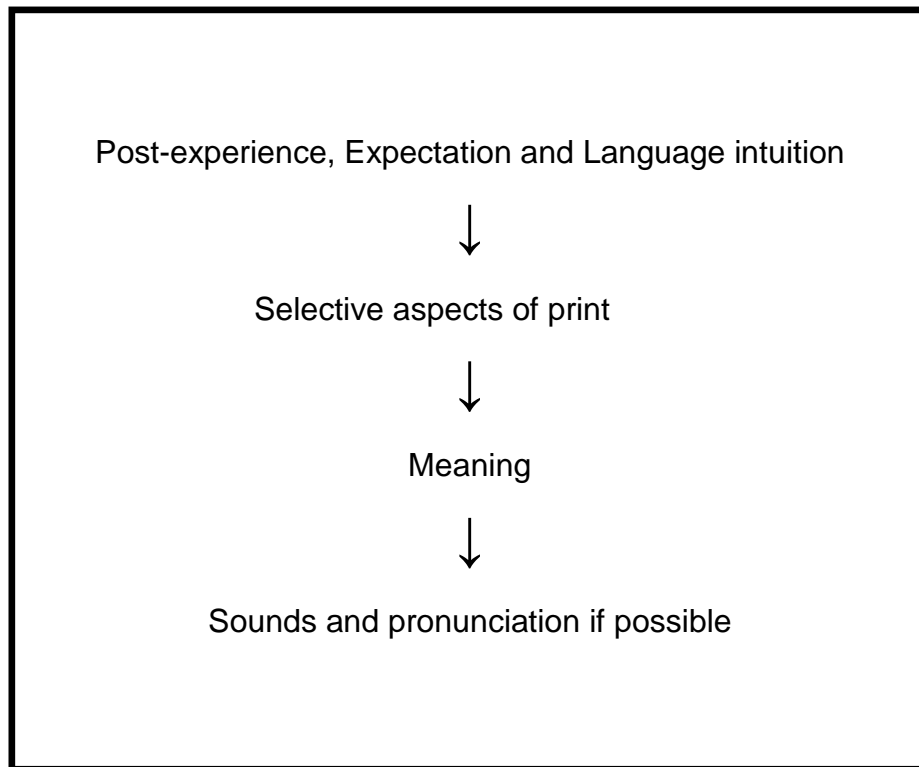 Post-experience, Expectation and Language intuition
Selective aspects of print
Meaning
Sounds and pronunciation if possible